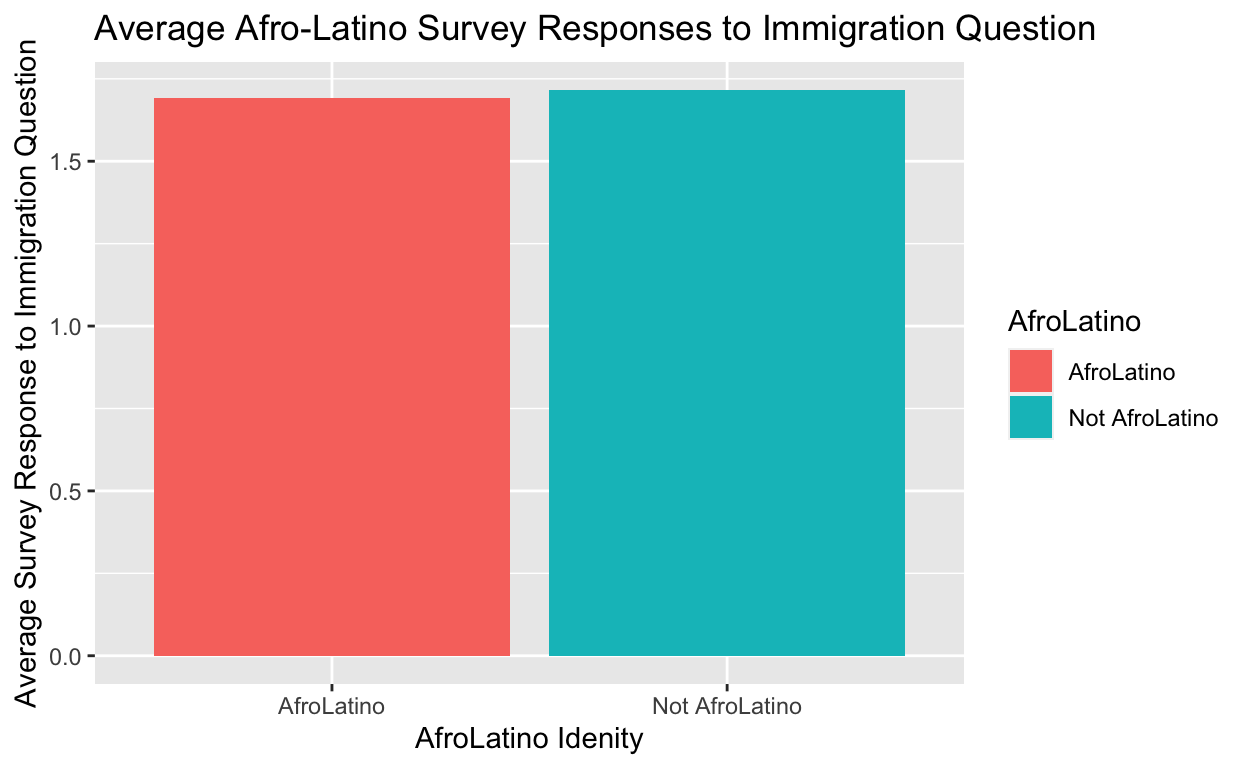 Average Afro-Latino Survey Responses to Immigration Question
Average Survey Response to Immigration Question
1.5
1.0
0.5
0.0
AfroLatino
Not AfroLatino
AfroLatino Idenity
AfroLatino
AfroLatino
Not AfroLatino